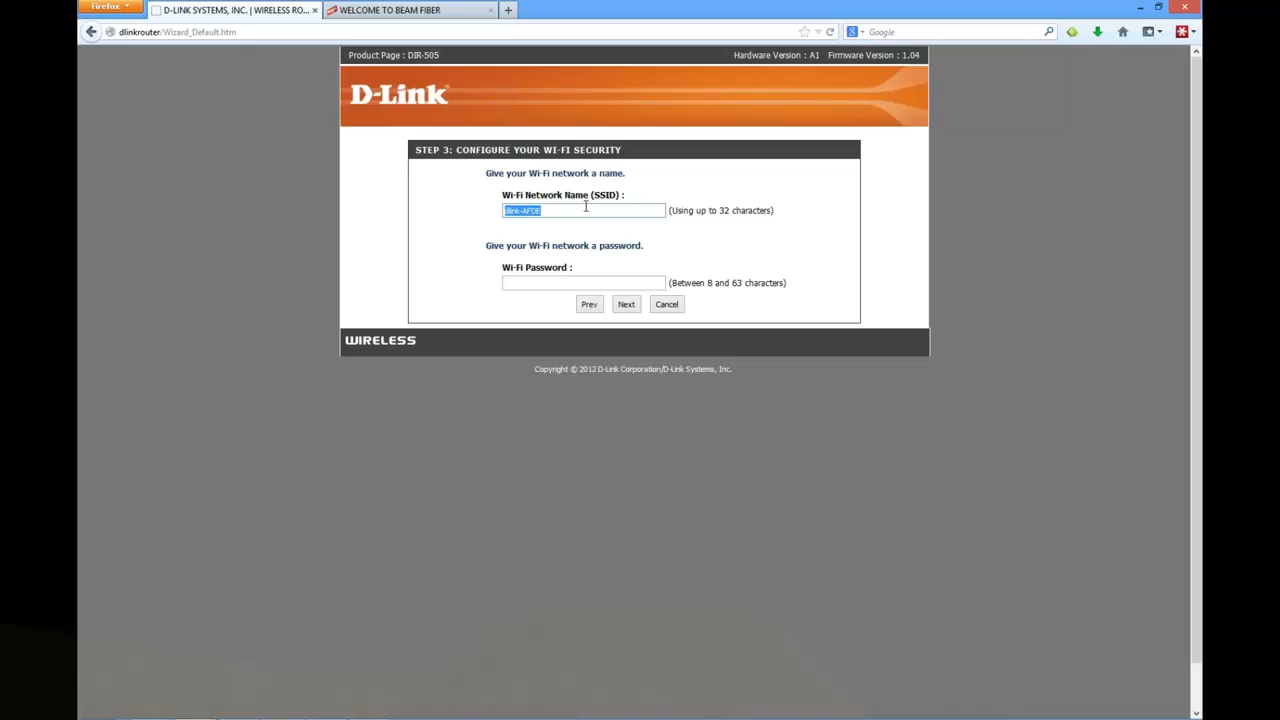 Firefox
D-LINK SYSTEMS, INC. | WIRELESS RO...
WELCOME TO BEAM FIBER
dlinkrouter/Wizard_Default.htm
Google
Product Page : DIR-505
Hardware Version : A1 Firmware Version : 1.04
D-Link
STEP 3: CONFIGURE YOUR WI-FI SECURITY
Give your Wi-Fi network a name.
Wi-Fi Network Name (SSID) :
dlink-AFDE
(Using up to 32 characters)
Give your Wi-Fi network a password.
Wi-Fi Password :
(Between 8 and 63 characters)
Prev Next Cancel
WIRELESS
Copyright © 2012 D-Link Corporation/D-Link Systems, Inc.